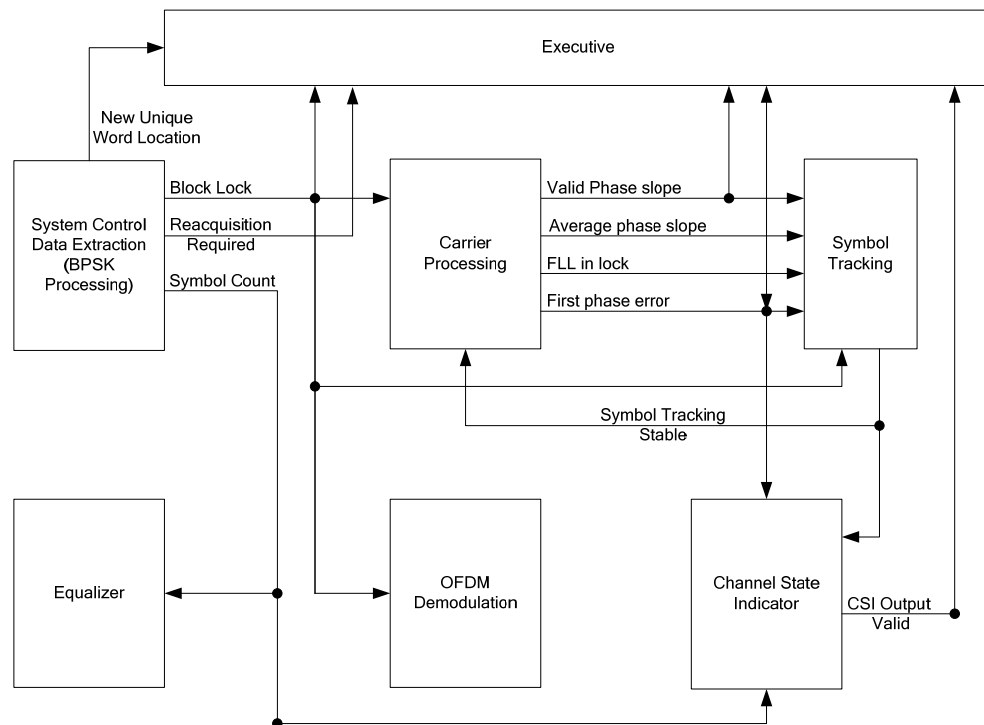 Executive
New Unique
Word Location
System Control
Data Extraction
(BPSK
Processing)
Block Lock
Reacquisition
Required
Symbol Count
Carrier
Processing
Valid Phase slope
Average phase slope
FLL in lock
First phase error
Symbol
Tracking
Symbol Tracking
Stable
Equalizer
OFDM
Demodulation
Channel State
Indicator
CSI Output
Valid